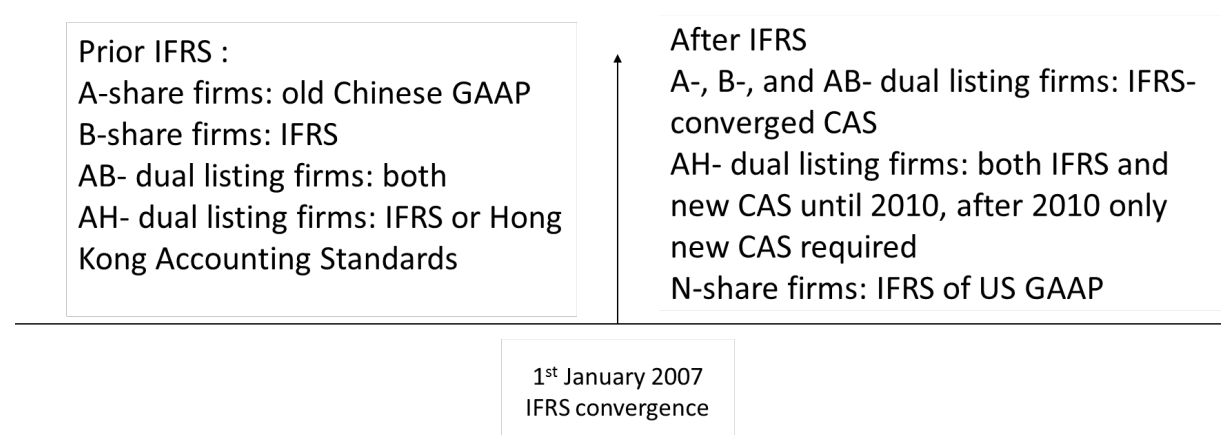 Prior IFRS :
A-share firms: old Chinese GAAP
B-share firms: IFRS
AB- dual listing firms: both
AH- dual listing firms: IFRS or Hong
Kong Accounting Standards
After IFRS
A-, B-, and AB- dual listing firms: IFRS-
converged CAS
AH- dual listing firms: both IFRS and
new CAS until 2010, after 2010 only
new CAS required
N-share firms: IFRS of US GAAP
1st January 2007
IFRS convergence